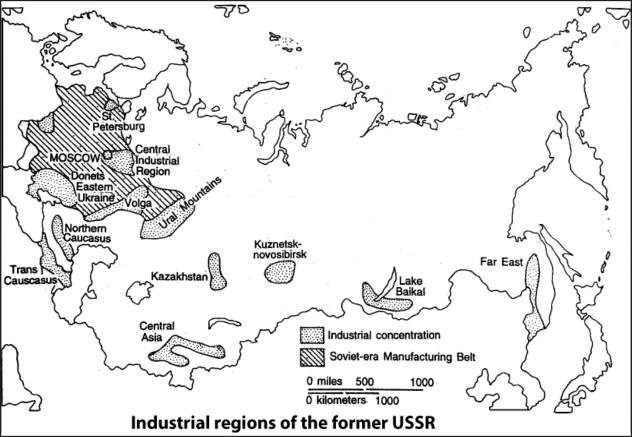 St.
Petersburg
MOSCOW
Central
Industrial
Region
Donets
Eastern
Ukraine
Volga
Ural Mountains
Northern
Caucasus
Trans
Causcasus
Kazakhstan
Kuznetsk-
novosibirsk
Lake
Baikal
Far East
Central
Asia
Industrial concentration
Soviet-era Manufacturing Belt
0 miles 500 1000
0 kilometers 1000
Industrial regions of the former USSR